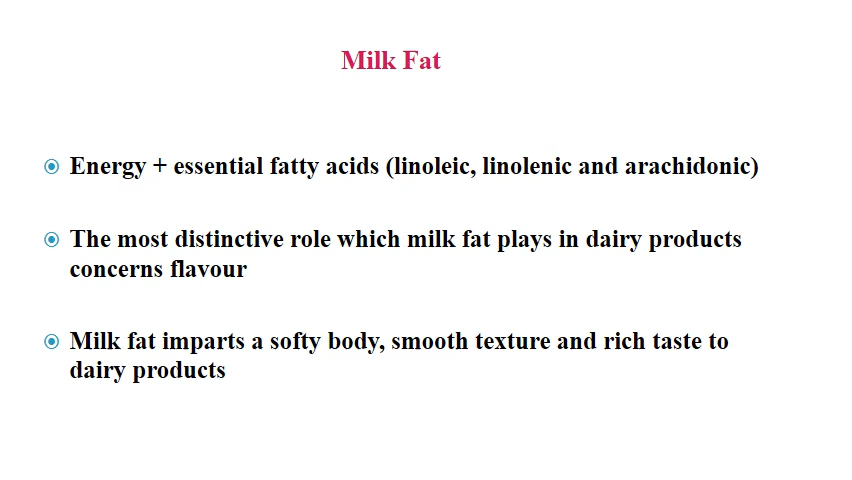 Milk Fat
Energy + essential fatty acids (linoleic, linolenic and arachidonic)
The most distinctive role which milk fat plays in dairy products
concerns flavour
Milk fat imparts a softy body, smooth texture and rich taste to
dairy products